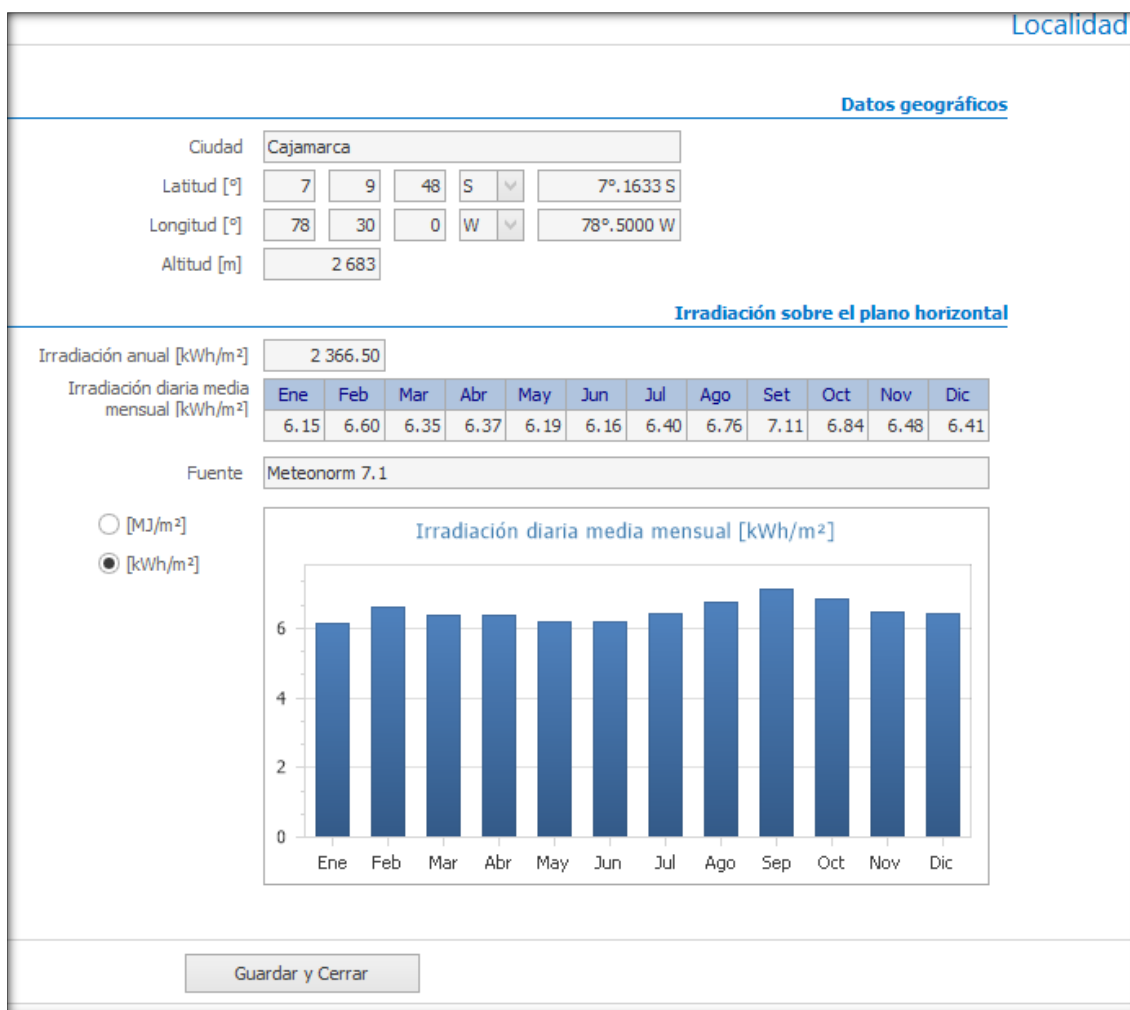 Localidad
Datos geográficos
Ciudad Cajamarca
Latitud [º] 7 9 48 S 7º.1633 S
Longitud [º] 78 30 0 W 78º.5000 W
Altitud [m] 2 683
Irradiación sobre el plano horizontal
Irradiación anual [kWh/m²] 2 366.50
Irradiación diaria media
mensual [kWh/m²]
Ene Feb Mar Abr May Jun Jul Ago Set Oct Nov Dic
6.15 6.60 6.35 6.37 6.19 6.16 6.40 6.76 7.11 6.84 6.48 6.41
Fuente Meteonorm 7.1
[MJ/m²]
[kWh/m²]
Irradiación diaria media mensual [kWh/m²]
6
4
2
0
Ene Feb Mar Abr May Jun Jul Ago Sep Oct Nov Dic
Guardar y Cerrar